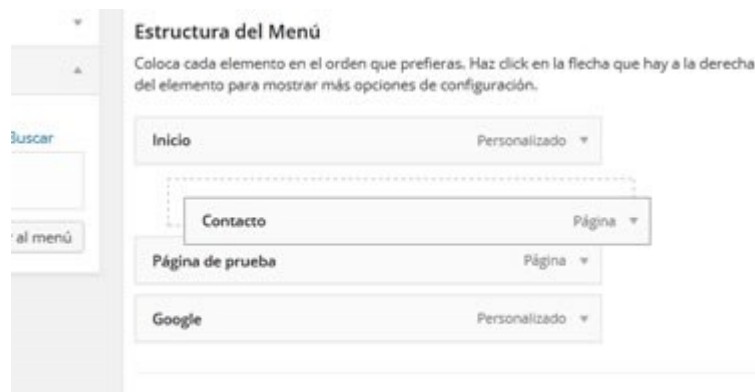 Estructura del Menú
Coloca cada elemento en el orden que prefieras. Haz click en la flecha que hay a la derecha
del elemento para mostrar más opciones de configuración.
Buscar
Inicio Personalizado
Contacto Página
al menú
Página de prueba Página
Google Personalizado